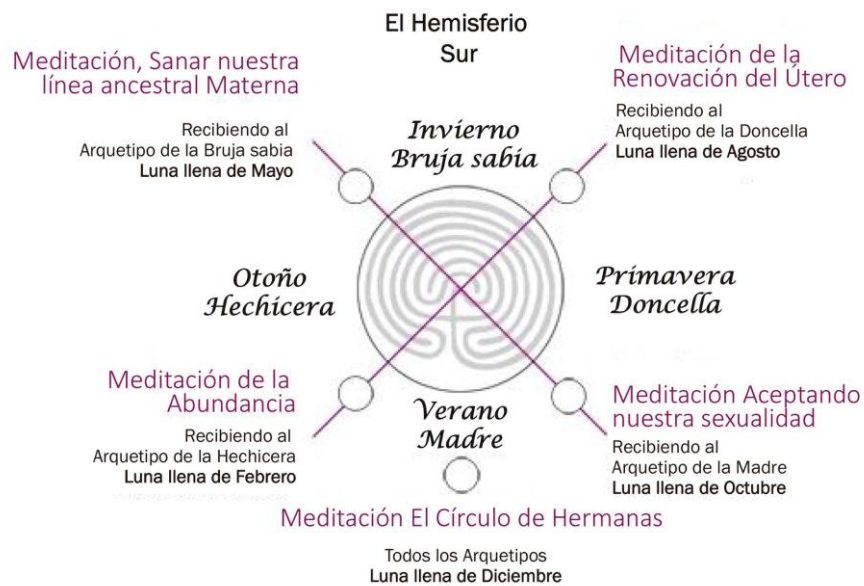 El Hemisferio
Sur
Meditación, Sanar nuestra
línea ancestral Materna
Recibiendo al
Arquetipo de la Bruja sabia
Luna llena de Mayo
Meditación de la
Renovación del Útero
Recibiendo al
Arquetipo de la Doncella
Luna llena de Agosto
Invierno
Bruja sabia
Otoño
Hechicera
Primavera
Doncella
Meditación de la
Abundancia
Recibiendo al
Arquetipo de la Hechicera
Luna llena de Febrero
Verano
Madre
Meditación Aceptando
nuestra sexualidad
Recibiendo al
Arquetipo de la Madre
Luna llena de Octubre
Meditación El Círculo de Hermanas
Todos los Arquetipos
Luna llena de Diciembre